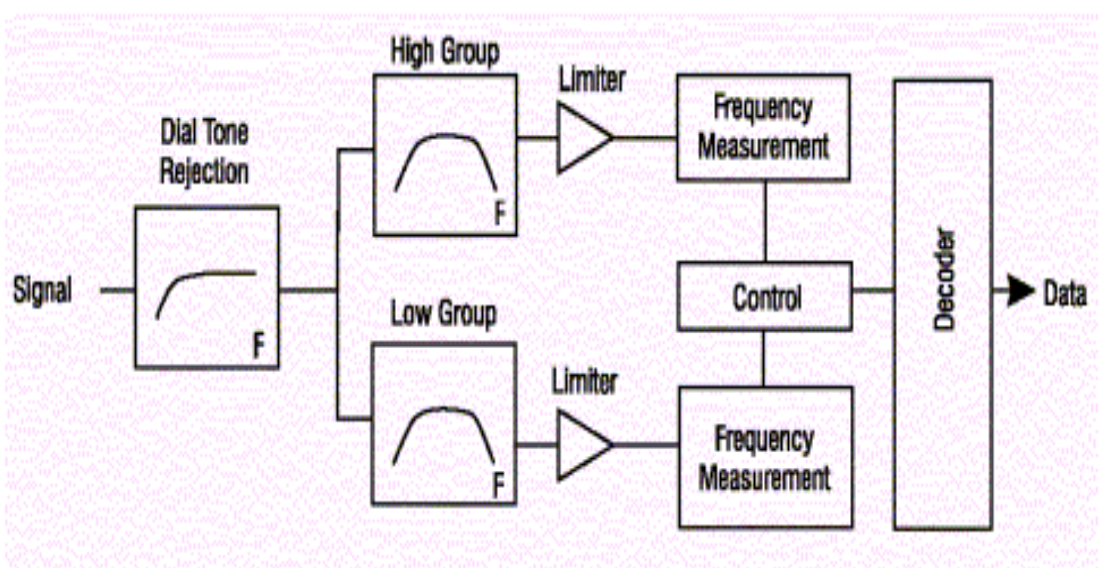 High Group
Limiter
Frequency
Measurement
Dial Tone
Rejection
F
Signal
F
Control
Decoder
Data
Low Group
Limiter
Frequency
Measurement
F